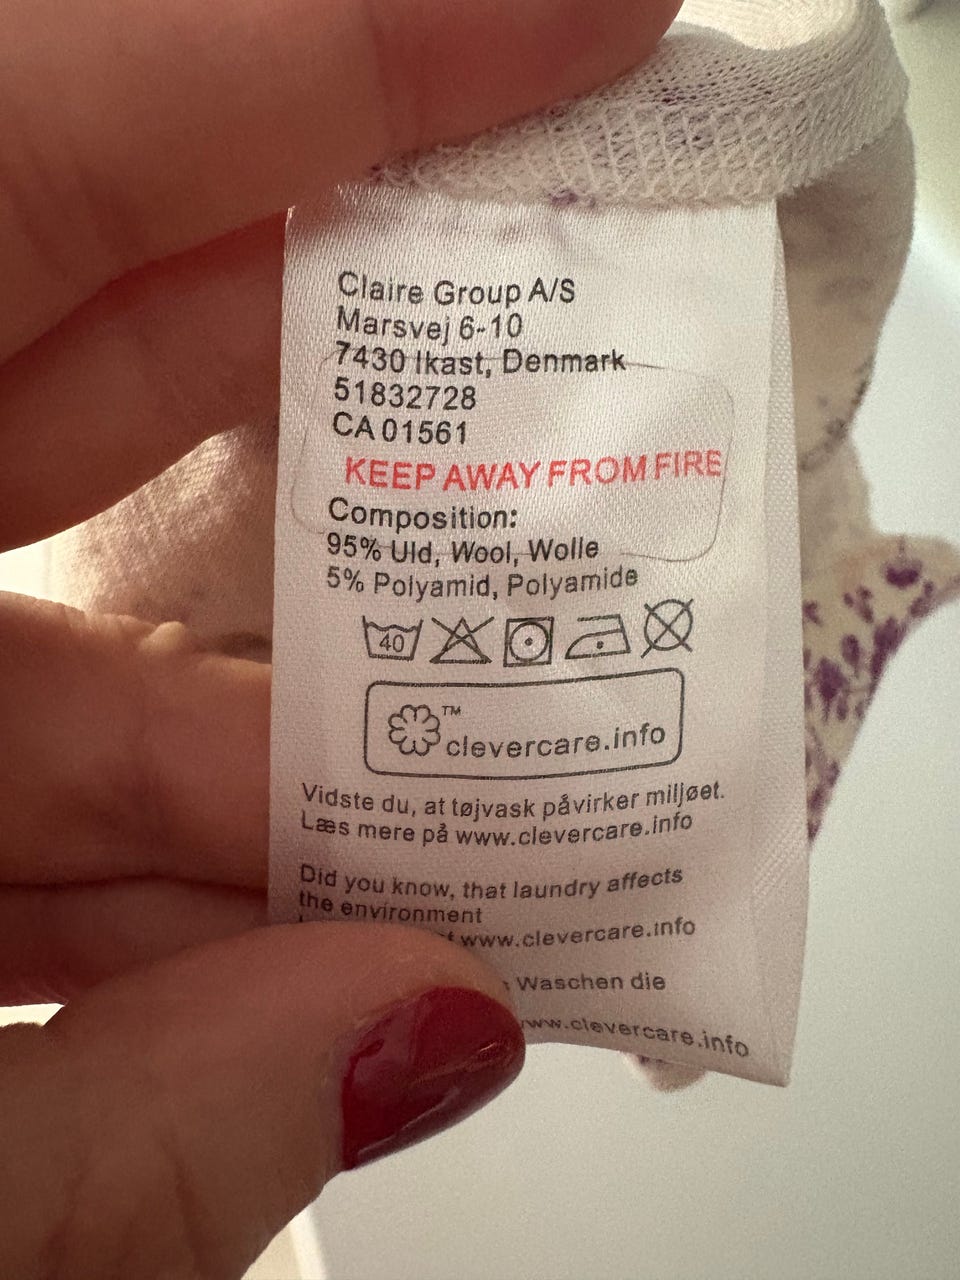 Claire Group A/S
Marsvej 6-10
7430 Ikast, Denmark
51832728
CA 01561
KEEP AWAY FROM FIRE
Composition:
95% Uld, Wool, Wolle
5% Polyamid, Polyamide
40
™
clevercare.info
Vidste du, at tøjvask påvirker miljøet.
Læs mere på www.clevercare.info
Did you know, that laundry affects
the environment
www.clevercare.info
Waschen die
www.clevercare.info